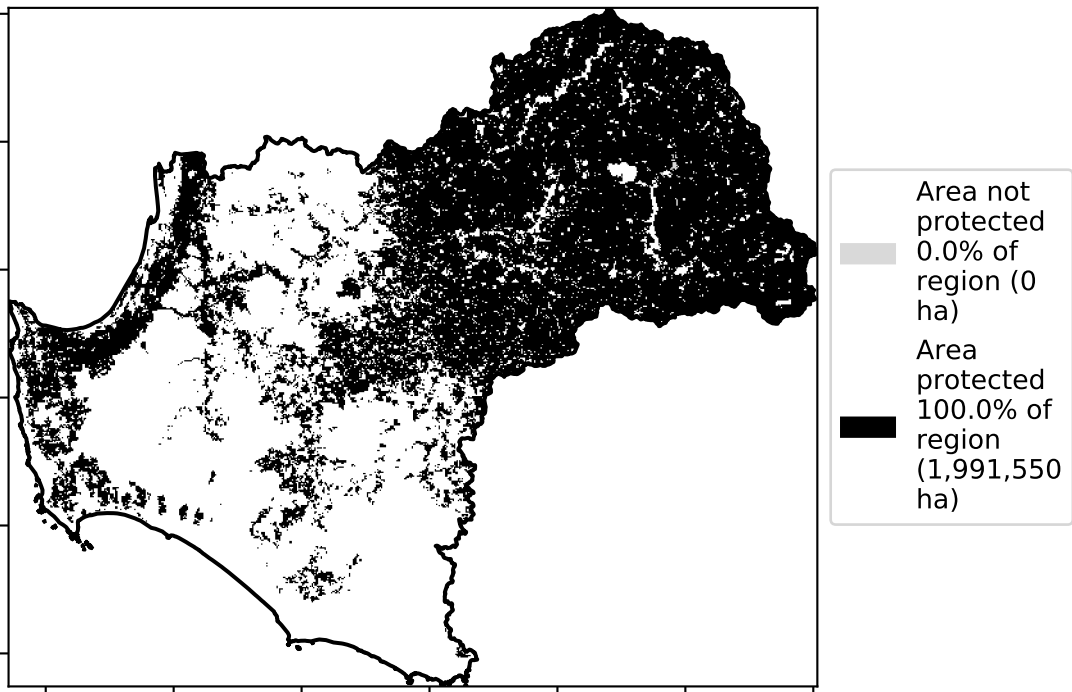 Area not
protected
0.0% of
region (0
ha)
Area
protected
100.0% of
region
(1,991,550
ha)